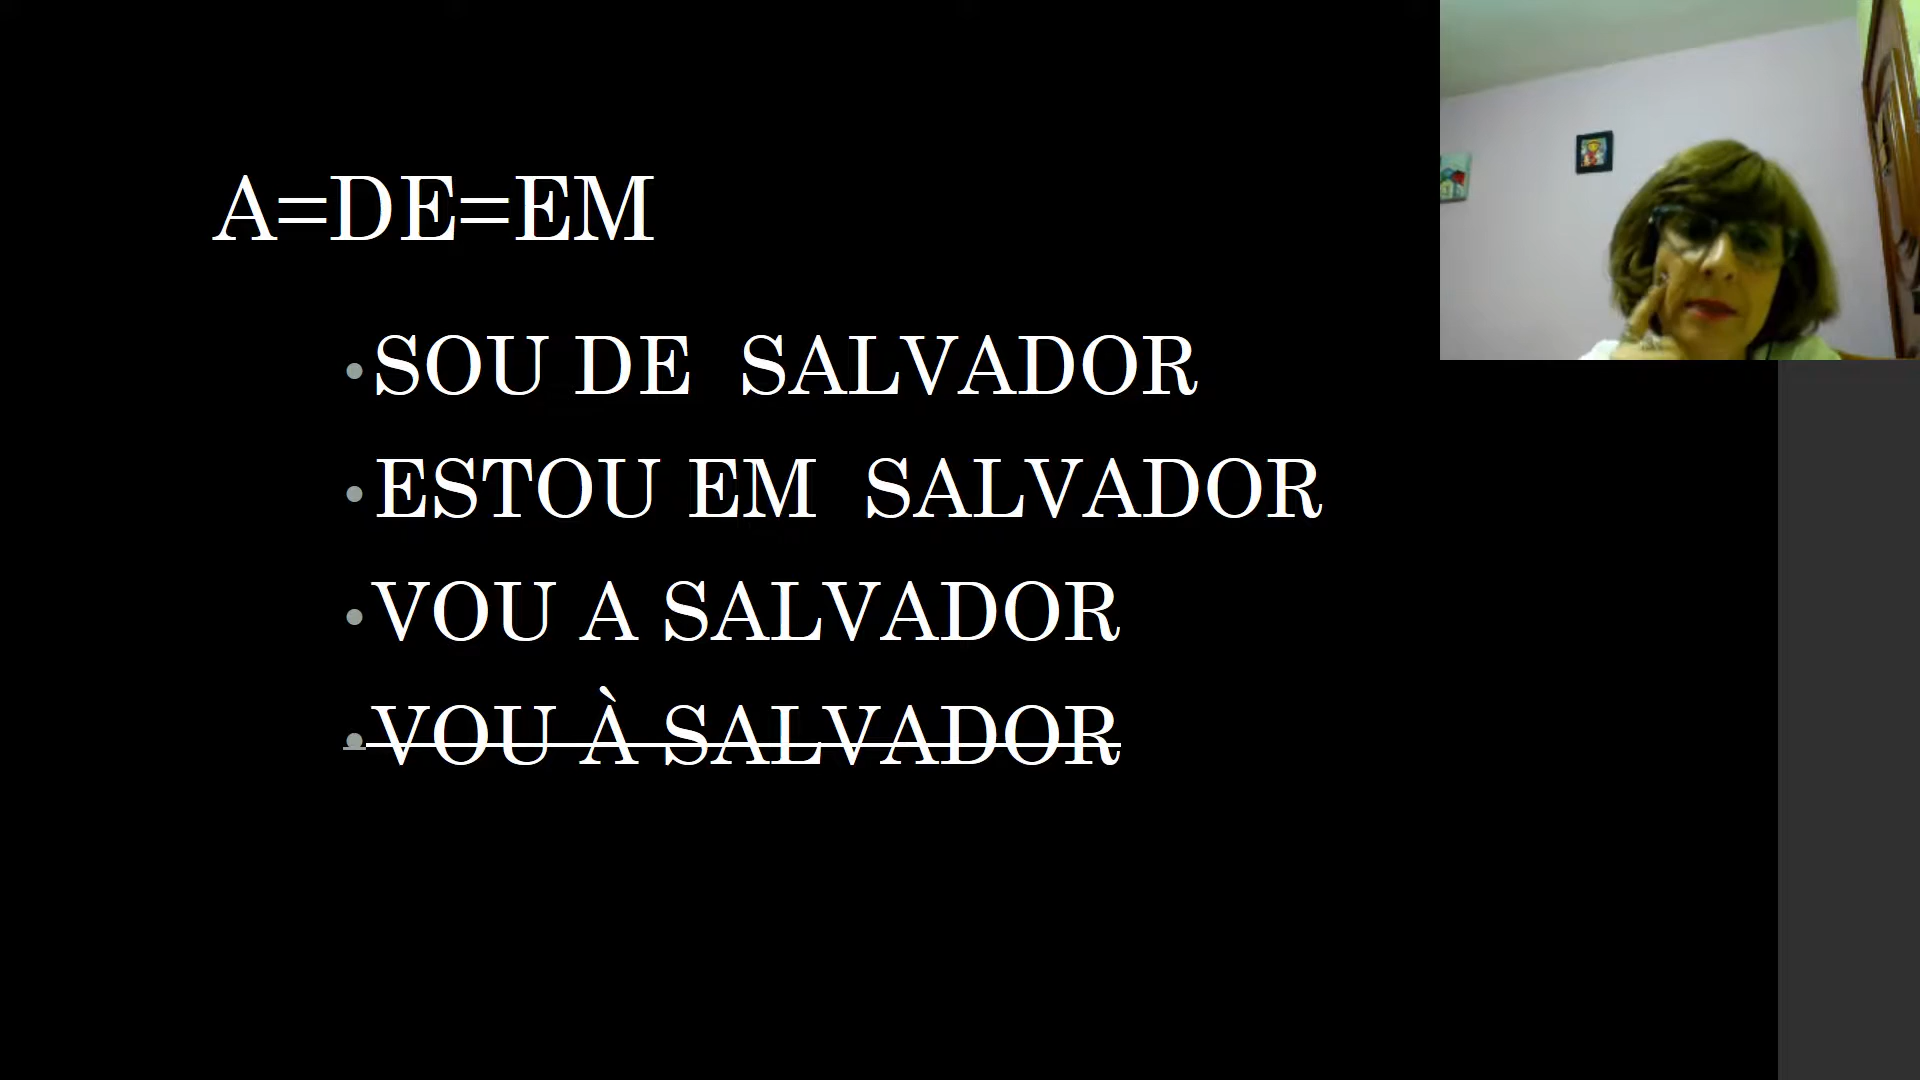 A=DE=EM
•SOU DE  SALVADOR
•ESTOU EM  SALVADOR
•VOU A SALVADOR
•VOU À SALVADOR